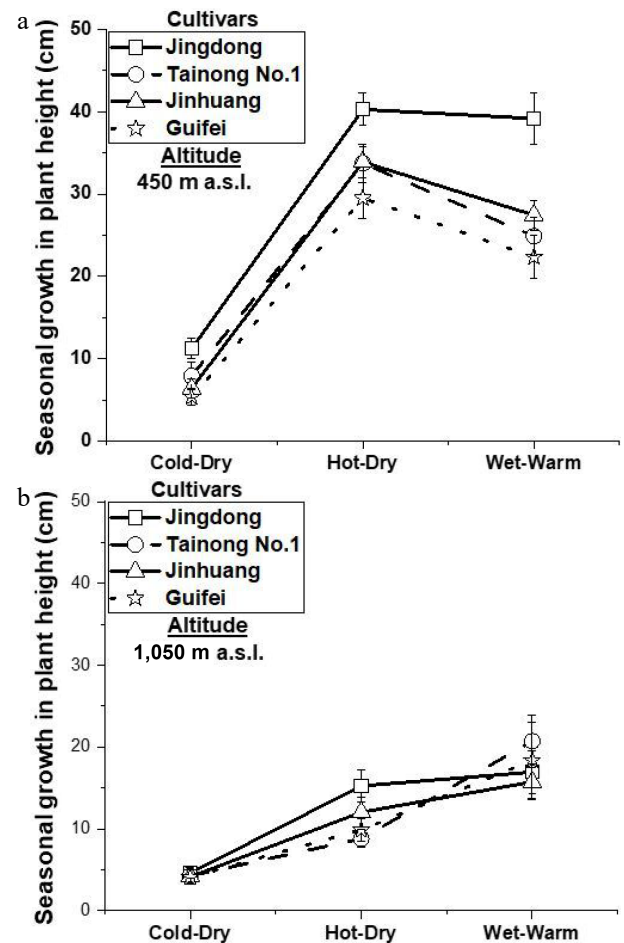 a
Seasonal growth in plant height (cm)
50
40
30
20
10
0
Cultivars
Jingdong
Tainong No.1
Jinhuang
Guifei
Altitude
450 m a.s.l.
Cold-Dry Hot-Dry Wet-Warm
b
Seasonal growth in plant height (cm)
50
40
30
20
10
0
Cultivars
Jingdong
Tainong No.1
Jinhuang
Guifei
Altitude
1,050 m a.s.l.
Cold-Dry Hot-Dry Wet-Warm